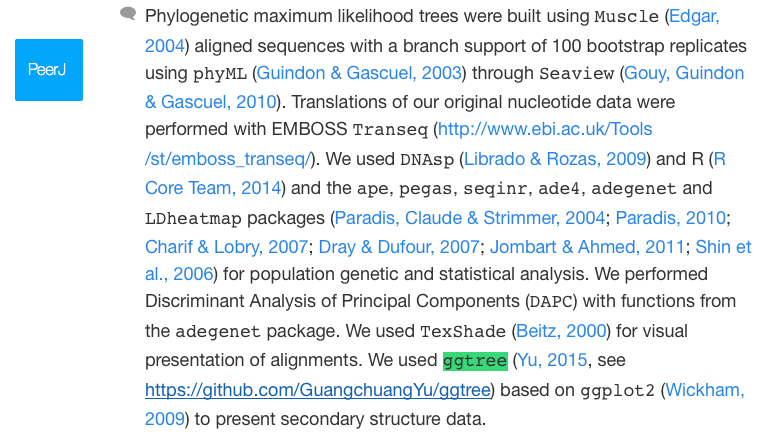 Phylogenetic maximum likelihood trees were built using Muscle (Edgar,
2004) aligned sequences with a branch support of 100 bootstrap replicates
PeerJ
using phyML (Guindon & Gascuel, 2003) through Seaview (Gouy, Guindon
& Gascuel, 2010). Translations of our original nucleotide data were
performed with EMBOSS Transeq (http://www.ebi.ac.uk/Tools
/st/emboss_transeq/). We used DNAsp (Librado & Rozas, 2009) and R (R
Core Team, 2014) and the ape, pegas, seqinr, ade4, adegenet and
LDheatmap packages (Paradis, Claude & Strimmer, 2004; Paradis, 2010;
Charif & Lobry, 2007; Dray & Dufour, 2007; Jombart & Ahmed, 2011; Shin et
al., 2006) for population genetic and statistical analysis. We performed
Discriminant Analysis of Principal Components (DAPC) with functions from
the adegenet package. We used TexShade (Beitz, 2000) for visual
presentation of alignments. We used ggtree (Yu, 2015, see
https://github.com/GuangchuangYu/ggtree) based on ggplot2 (Wickham,
2009) to present secondary structure data.